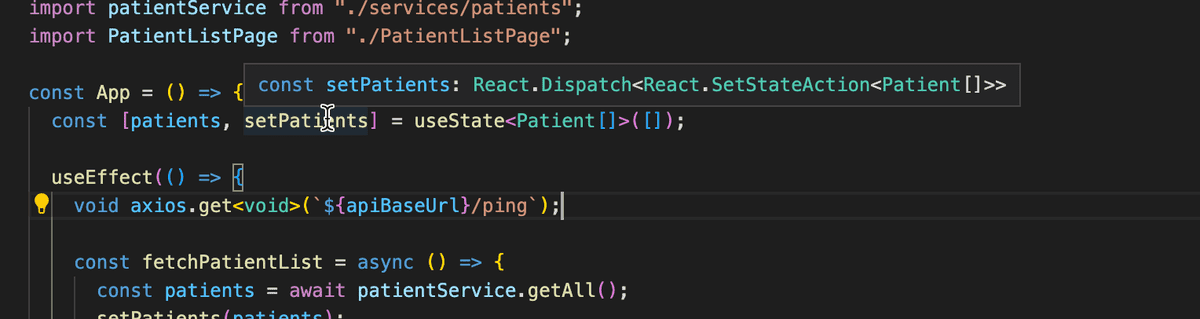 import patientService from "./services/patients";
import PatientListPage from "./PatientListPage";
const setPatients: React.Dispatch<React.SetStateAction<Patient[]>>
const App = () => {
const [patients, setPatients] = useState<Patient[]>([]);
useEffect(() => {
void axios.get<void>(`${apiBaseUrl}/ping`);
const fetchPatientList = async () => {
const patients = await patientService.getAll();
setPatients(patients);